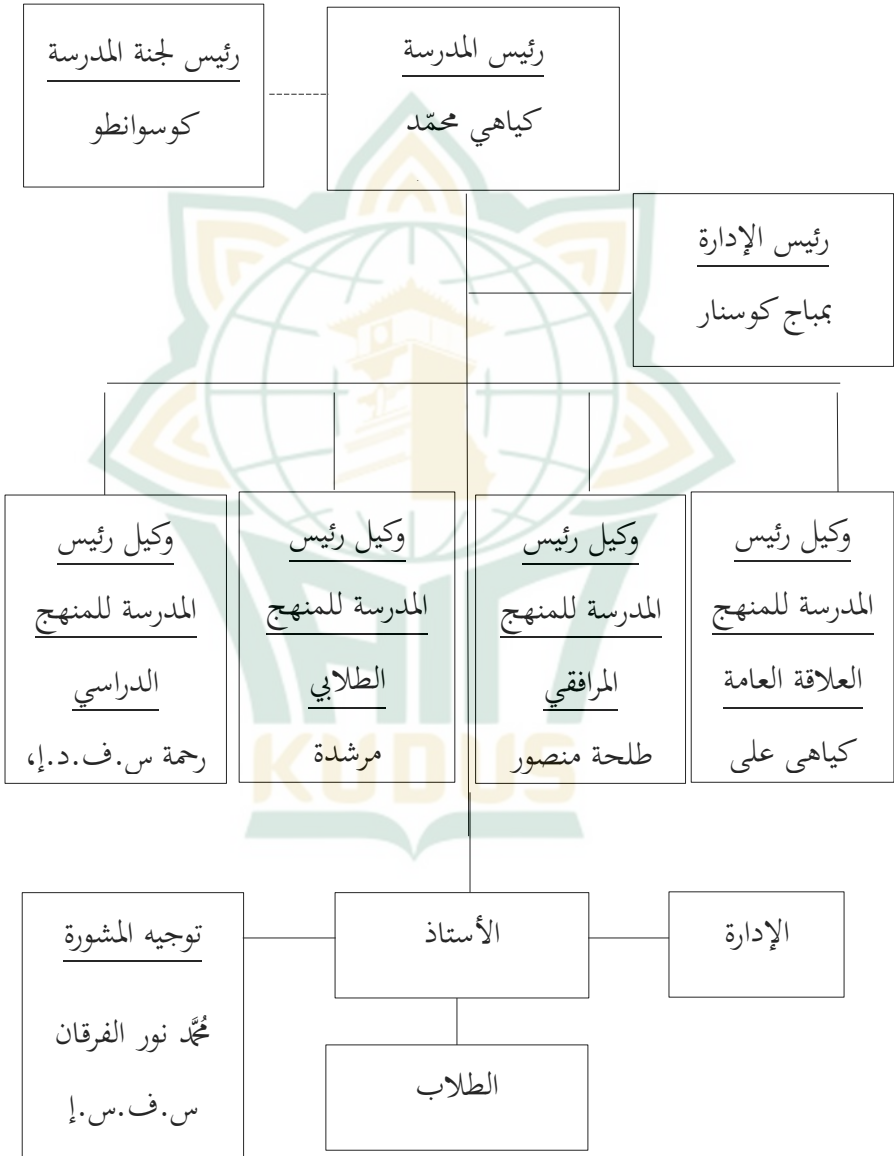 رئيس المدرسة
كياهي محمّد
رئيس لجنة المدرسة
كوسوانطو
رئيس الإدارة
بمباج كوسنار
وكيل رئيس
المدرسة للمنهج
العلاقة العامة
كياهى على
وكيل رئيس
المدرسة للمنهج
المرافقي
طلحة منصور
وكيل رئيس
المدرسة للمنهج
الطلابي
مرشدة
وكيل رئيس
المدرسة للمنهج
الدراسي
رحمة س.ف.د.إ،
KUDUS
الإدارة
الأستاذ
توجيه المشورة
مُحَمَّد نور الفرقان
س.ف.س.إ
الطلاب